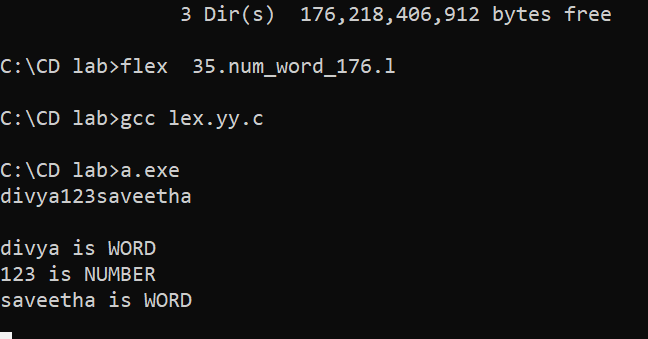 3 Dir(s)  176,218,406,912 bytes free
C:\CD lab>flex  35.num_word_176.l
C:\CD lab>gcc lex.yy.c
C:\CD lab>a.exe
divya123saveetha
divya is WORD
123 is NUMBER
saveetha is WORD